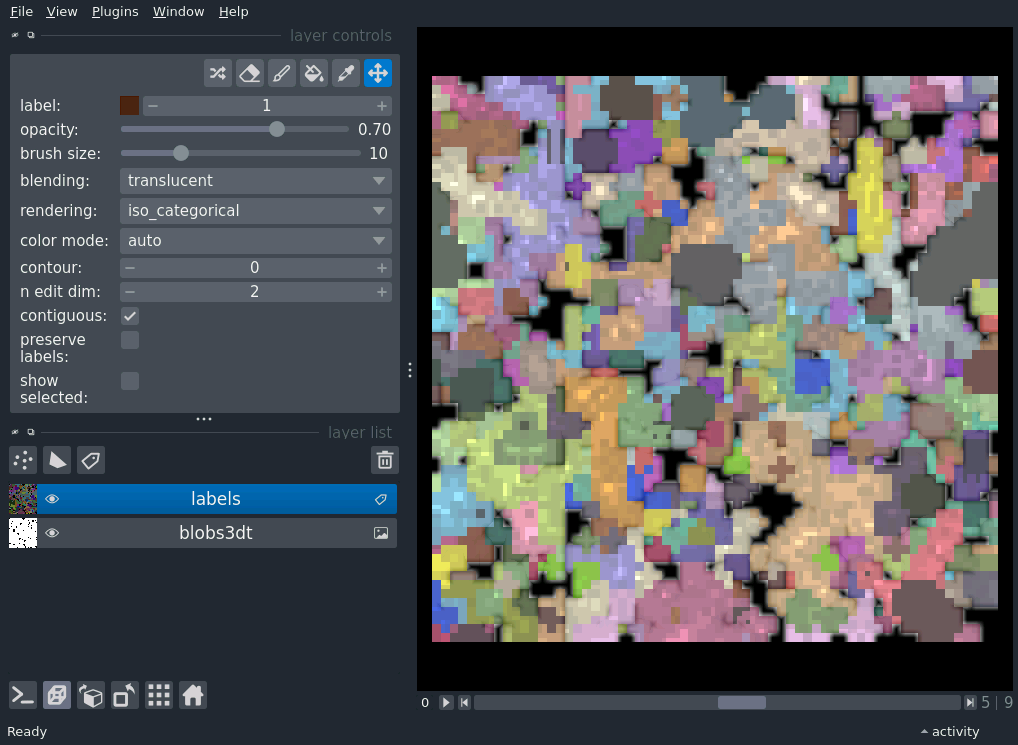 File View Plugins Window Help
layer controls
label: 1
opacity: 0.70
brush size: 10
blending: translucent
rendering: iso_categorical
color mode: auto
contour: 0
n edit dim: 2
contiguous:
preserve
labels:
show
selected:
layer list
labels
blobs3dt
0 5 | 9
Ready activity